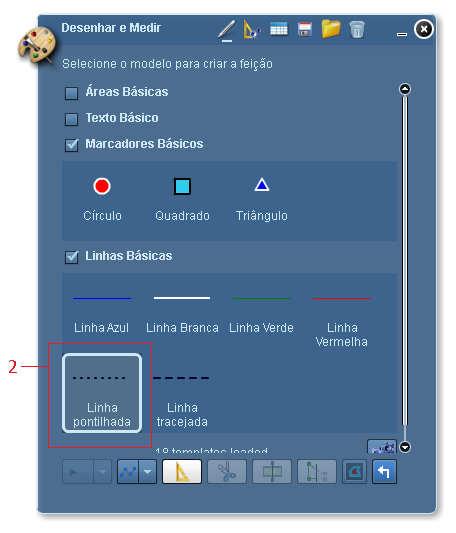 Desenhar e Medir
Selecione o modelo para criar a feição
Áreas Básicas
Texto Básico
Marcadores Básicos
Círculo Quadrado Triângulo
Linhas Básicas
Linha Azul Linha Branca Linha Verde Linha
Vermelha
2
Linha Linha
pontilhada tracejada
18 templates loaded